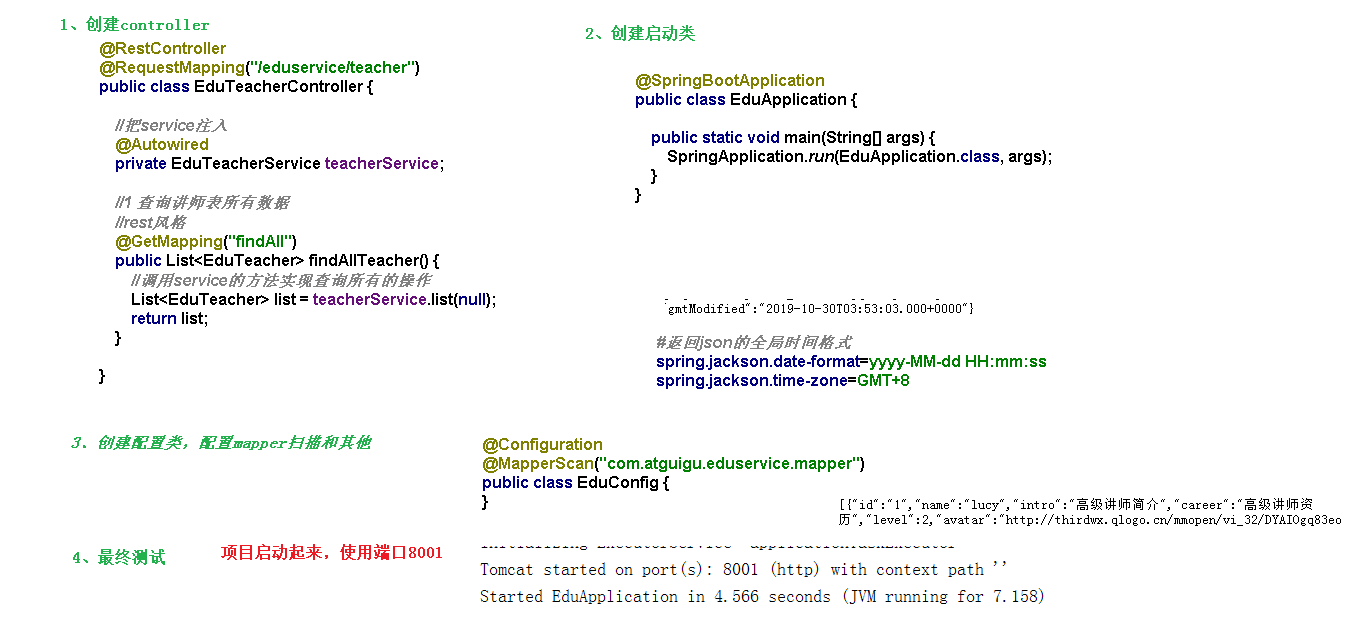 1、创建controller
@RestController
@RequestMapping("/eduservice/teacher")
public class EduTeacherController {
//把service注入
@Autowired
private EduTeacherService teacherService;
//1 查询讲师表所有数据
//rest风格
@GetMapping("findAll")
public List<EduTeacher> findAllTeacher() {
//调用service的方法实现查询所有的操作
List<EduTeacher> list = teacherService.list(null);
return list;
}
}
2、创建启动类
@SpringBootApplication
public class EduApplication {
public static void main(String[] args) {
SpringApplication.run(EduApplication.class, args);
}
}
"gmtModified":"2019-10-30T03:53:03.000+0000"}
#返回json的全局时间格式
spring.jackson.date-format=yyyy-MM-dd HH:mm:ss
spring.jackson.time-zone=GMT+8
3. 创建配置类，配置mapper扫描和其他
@Configuration
@MapperScan("com.atguigu.eduservice.mapper")
public class EduConfig {
}
[{"id":"1","name":"lucy","intro":"高级讲师简介","career":"高级讲师资
历","level":2,"avatar":"http://thirdwx.qlogo.cn/mmopen/vi_32/DYAIOgq83eo
4、最终测试
项目启动起来，使用端口8001
Initializing ExecutorService 'applicationTaskExecutor'
Tomcat started on port(s): 8001 (http) with context path ''
Started EduApplication in 4.566 seconds (JVM running for 7.158)